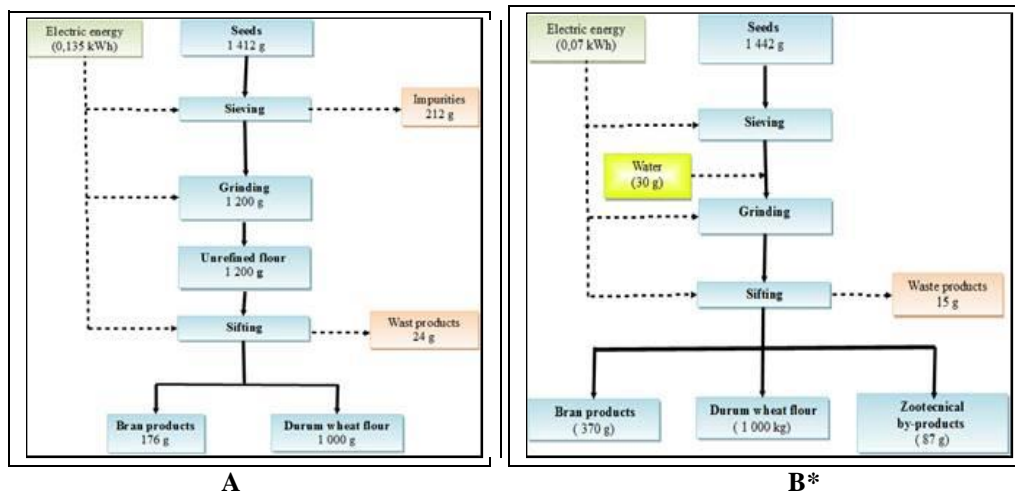 Electric energy
(0,135 kWh)
Seeds
1 412 g
Sieving
Impurities
212 g
Grinding
1 200 g
Unrefined flour
1 200 g
Sifting
Wast products
24 g
Bran products
176 g
Durum wheat flour
1 000 g
A
Electric energy
(0,07 kWh)
Seeds
1 442 g
Sieving
Water
(30 g)
Grinding
Sifting
Waste products
15 g
Bran products
( 370 g)
Durum wheat flour
( 1 000 kg)
Zootecnical
by-products
( 87 g)
B*